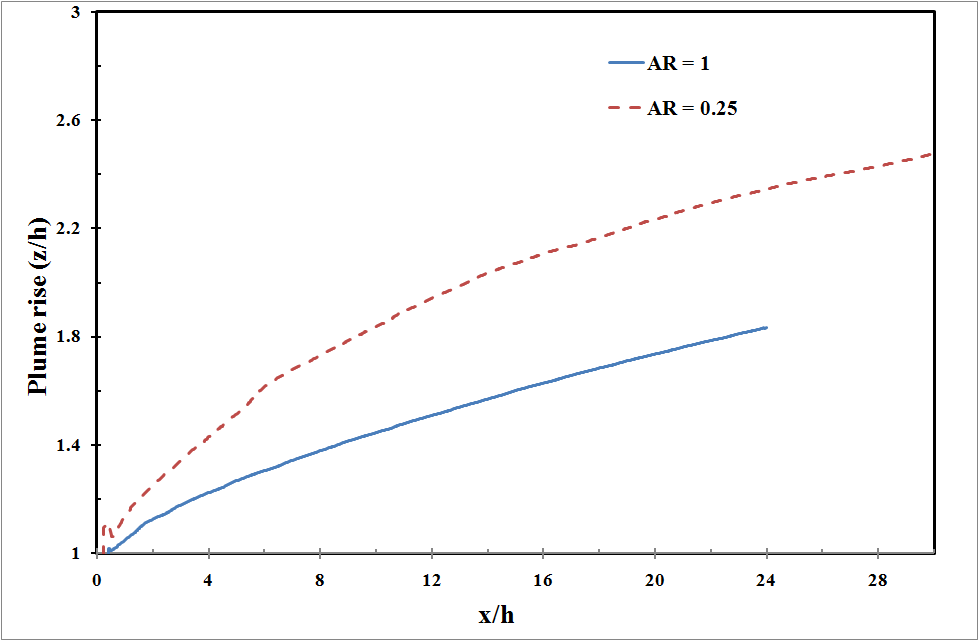 3
2.6
2.2
1.8
1.4
1
Plume rise (z/h)
AR = 1
AR = 0.25
0 4 8 12 16 20 24 28
x/h